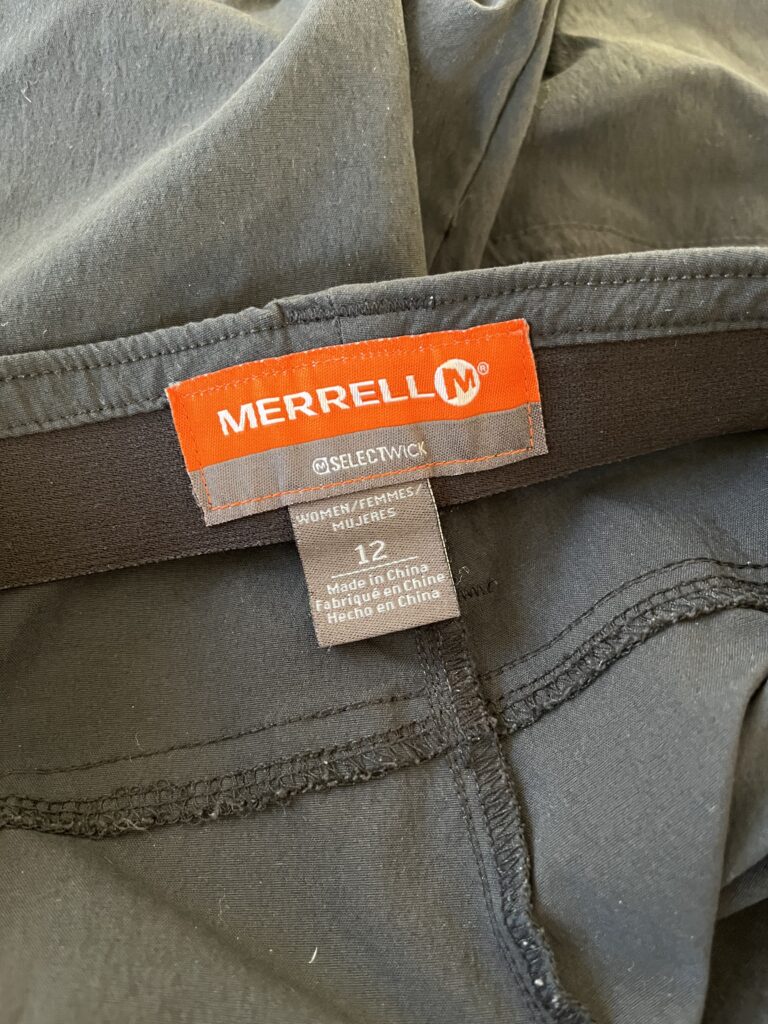 MERRELL M®
M SELECTWICK
WOMEN/FEMMES/
MUJERES
12
Made in China
Fabriqué en Chine
Hecho en China